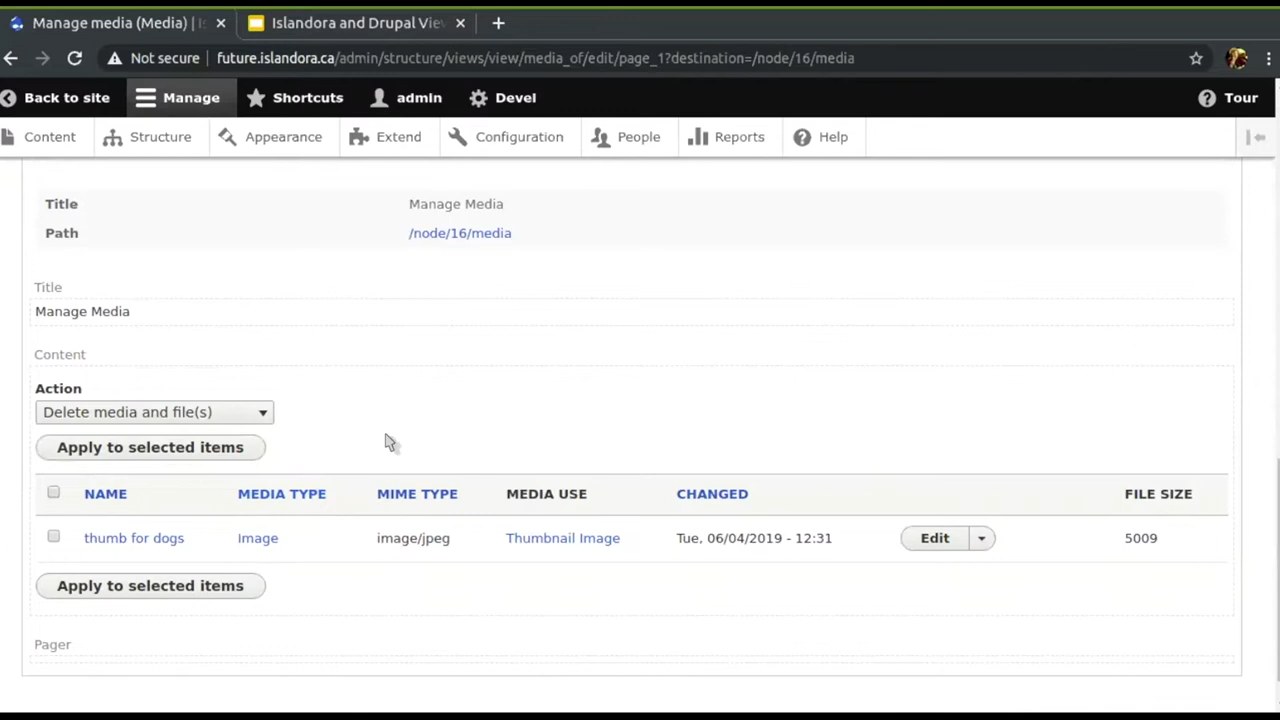 Manage media (Media) | Is
Islandora and Drupal View
Not secure future.islandora.ca/admin/structure/views/view/media_of/edit/page_1?destination=/node/16/media
Back to site Manage Shortcuts admin Devel Tour
Content Structure Appearance Extend Configuration People Reports Help
Title Manage Media
Path /node/16/media
Title
Manage Media
Content
Action
Delete media and file(s)
Apply to selected items
NAME MEDIA TYPE MIME TYPE MEDIA USE CHANGED FILE SIZE
thumb for dogs Image image/jpeg Thumbnail Image Tue, 06/04/2019 - 12:31 Edit 5009
Apply to selected items
Pager